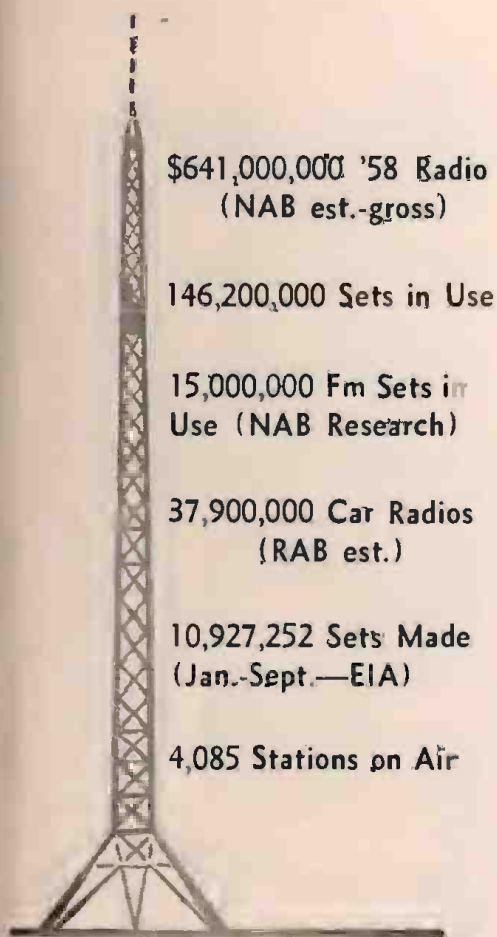 $641,000,000 '58 Radio
(NAB est.-gross)
146,200,000 Sets in Use
15,000,000 Fm Sets in
Use (NAB Research)
37,900,000 Car Radios
(RAB est.)
10,927,252 Sets Made
(Jan.-Sept.—EIA)
4,085 Stations on Air